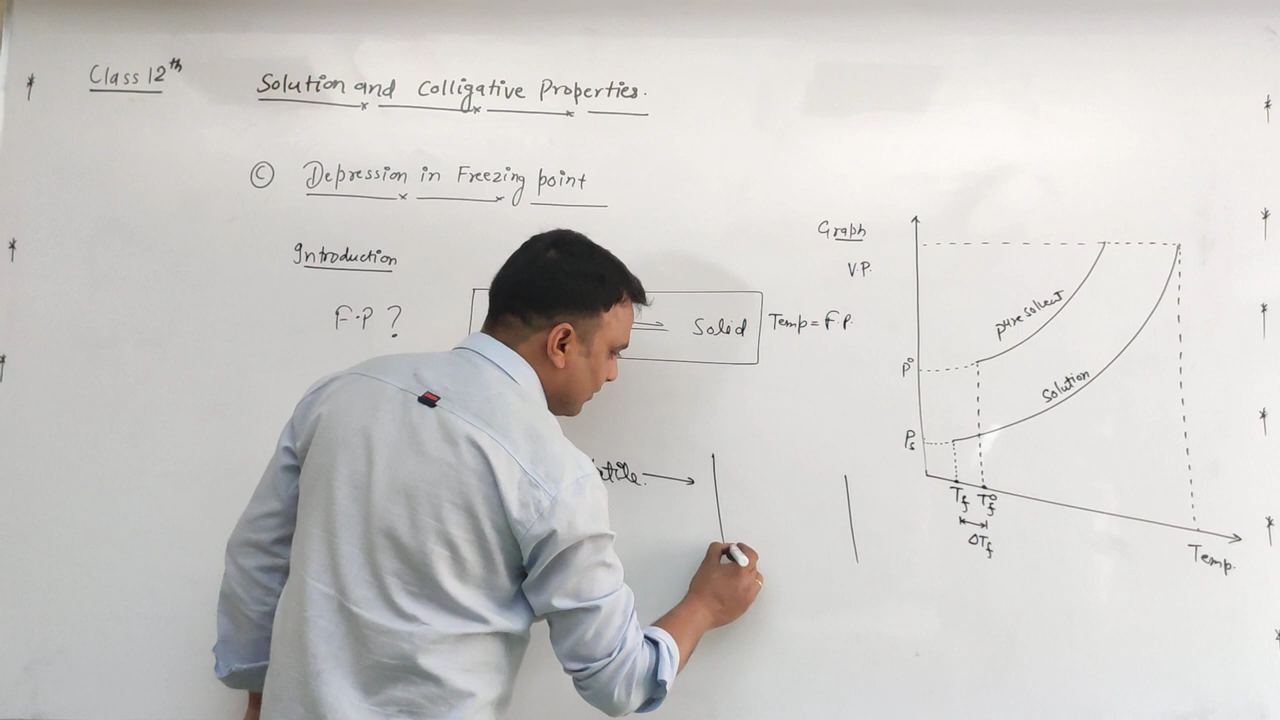 Class 12th
Solution and Colligative Properties.
© Depression in Freezing point
Introduction
F.P ?
Solid
Temp = F.P.
Graph
V.P.
pure solvent
solution
P°
Ps
Tf Tf°
ΔTf
Temp.